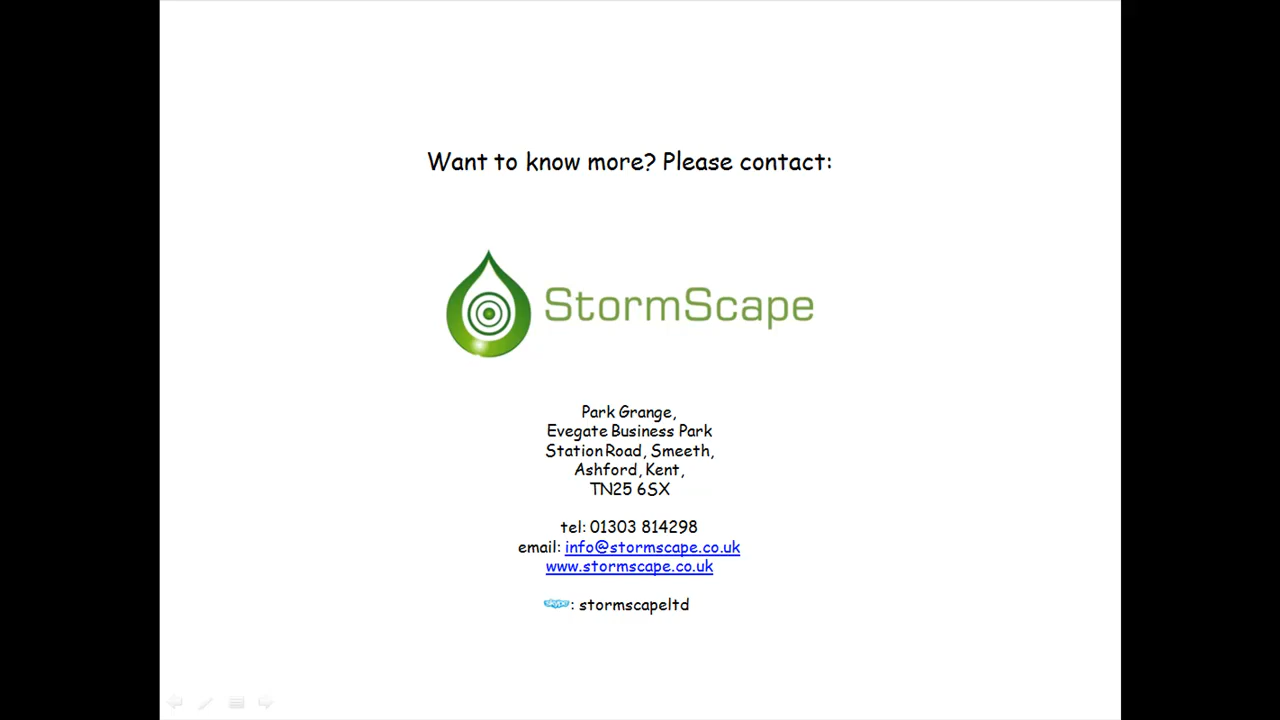 Want to know more? Please contact:
StormScape
Park Grange,
Evegate Business Park
Station Road, Smeeth,
Ashford, Kent,
TN25 6SX
tel: 01303 814298
email: info@stormscape.co.uk
www.stormscape.co.uk
skype: stormscapeltd